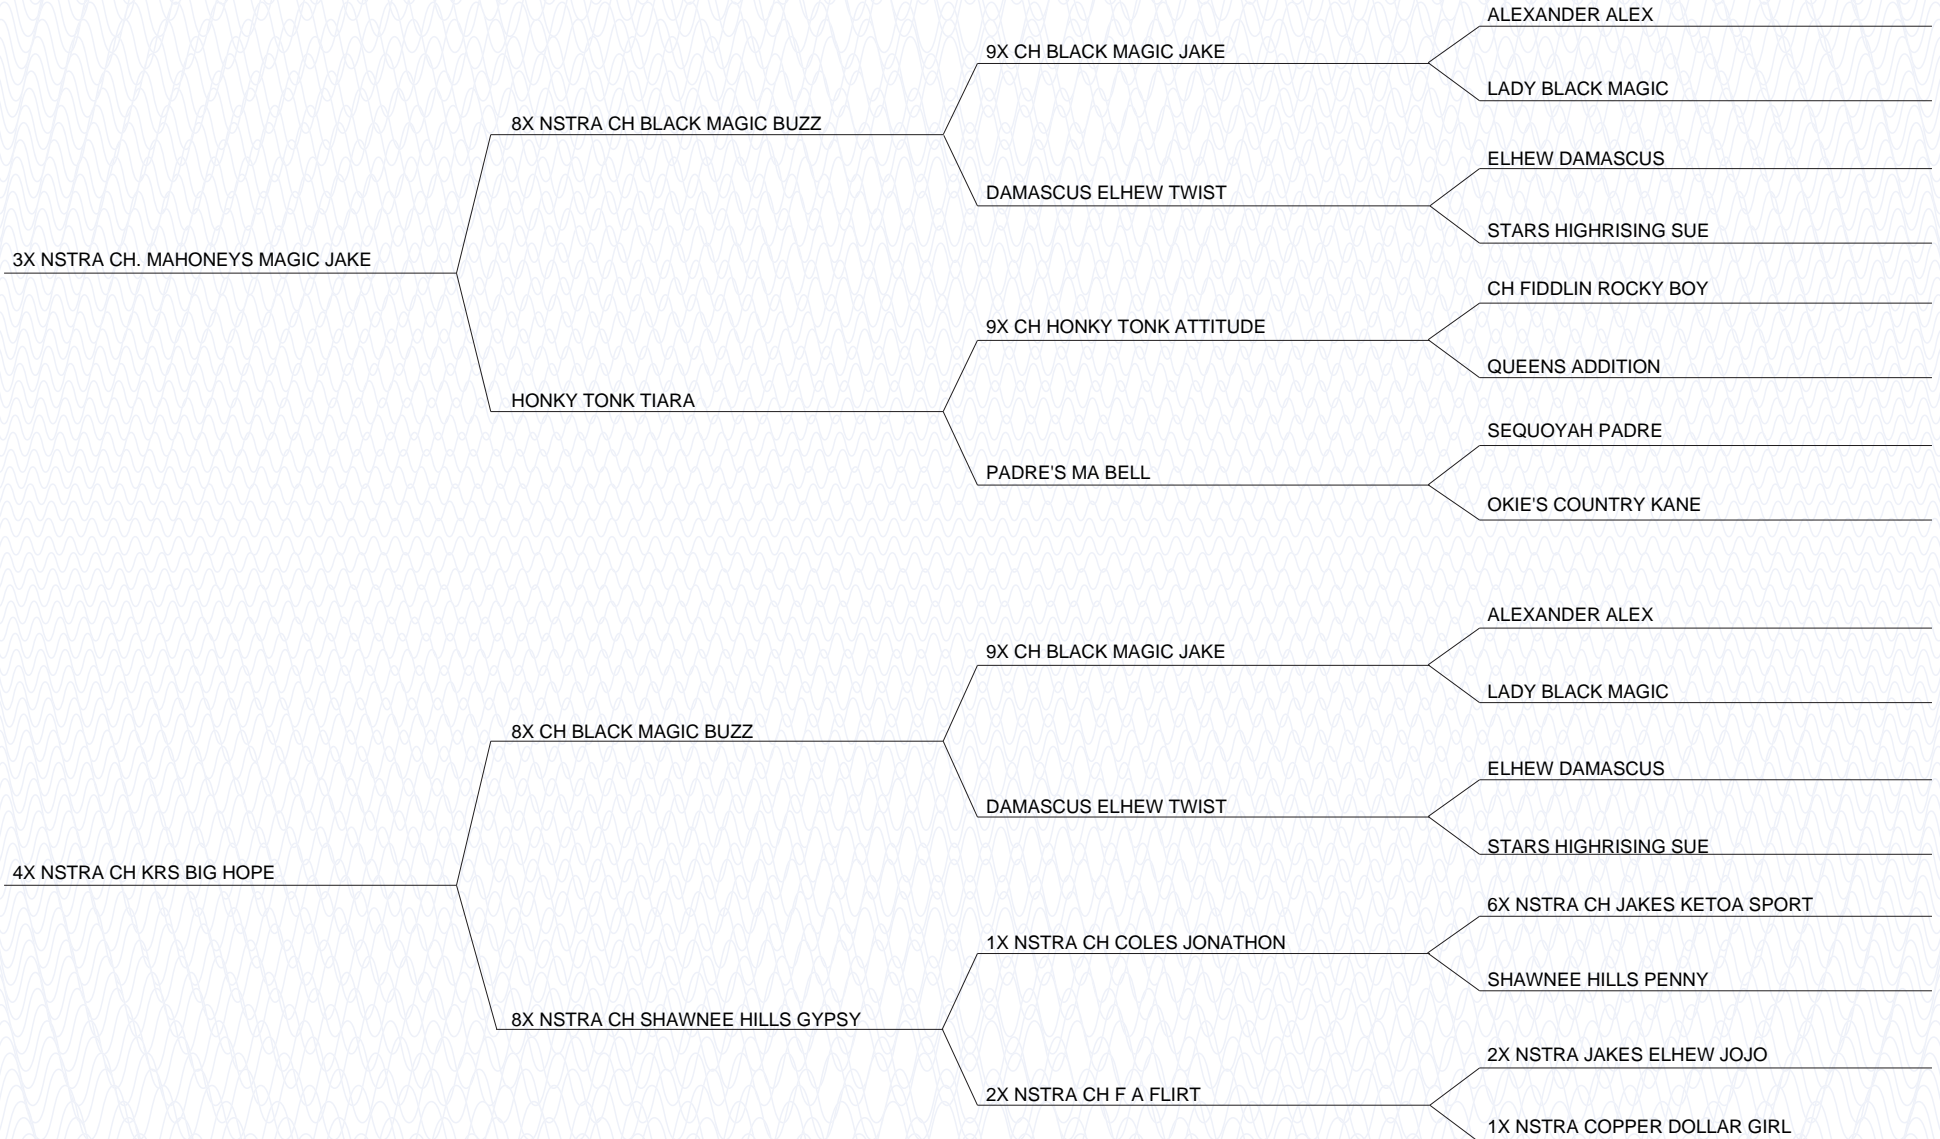 ALEXANDER ALEX
9X CH BLACK MAGIC JAKE
LADY BLACK MAGIC
8X NSTRA CH BLACK MAGIC BUZZ
ELHEW DAMASCUS
DAMASCUS ELHEW TWIST
STARS HIGHRISING SUE
3X NSTRA CH. MAHONEYS MAGIC JAKE
CH FIDDLIN ROCKY BOY
9X CH HONKY TONK ATTITUDE
QUEENS ADDITION
HONKY TONK TIARA
SEQUOYAH PADRE
PADRE'S MA BELL
OKIE'S COUNTRY KANE
ALEXANDER ALEX
9X CH BLACK MAGIC JAKE
LADY BLACK MAGIC
8X CH BLACK MAGIC BUZZ
ELHEW DAMASCUS
DAMASCUS ELHEW TWIST
STARS HIGHRISING SUE
4X NSTRA CH KRS BIG HOPE
6X NSTRA CH JAKES KETOA SPORT
1X NSTRA CH COLES JONATHON
SHAWNEE HILLS PENNY
8X NSTRA CH SHAWNEE HILLS GYPSY
2X NSTRA JAKES ELHEW JOJO
2X NSTRA CH F A FLIRT
1X NSTRA COPPER DOLLAR GIRL